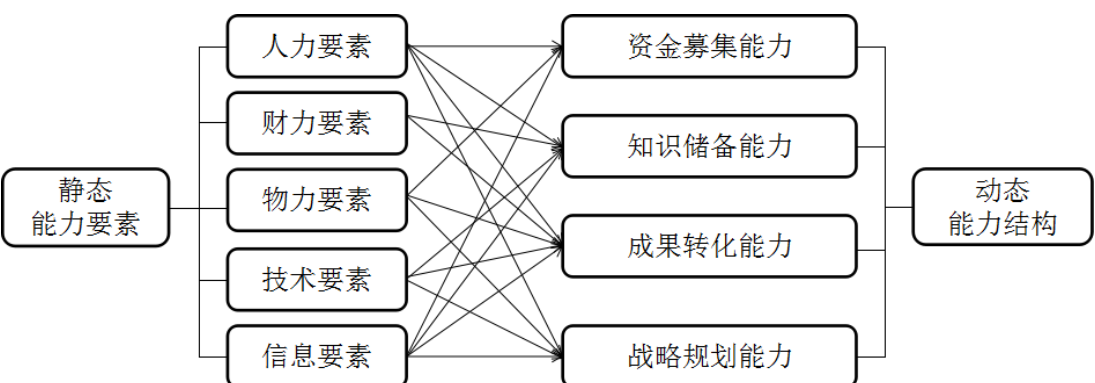 静态
能力要素
人力要素
财力要素
物力要素
技术要素
信息要素
资金募集能力
知识储备能力
成果转化能力
战略规划能力
动态
能力结构